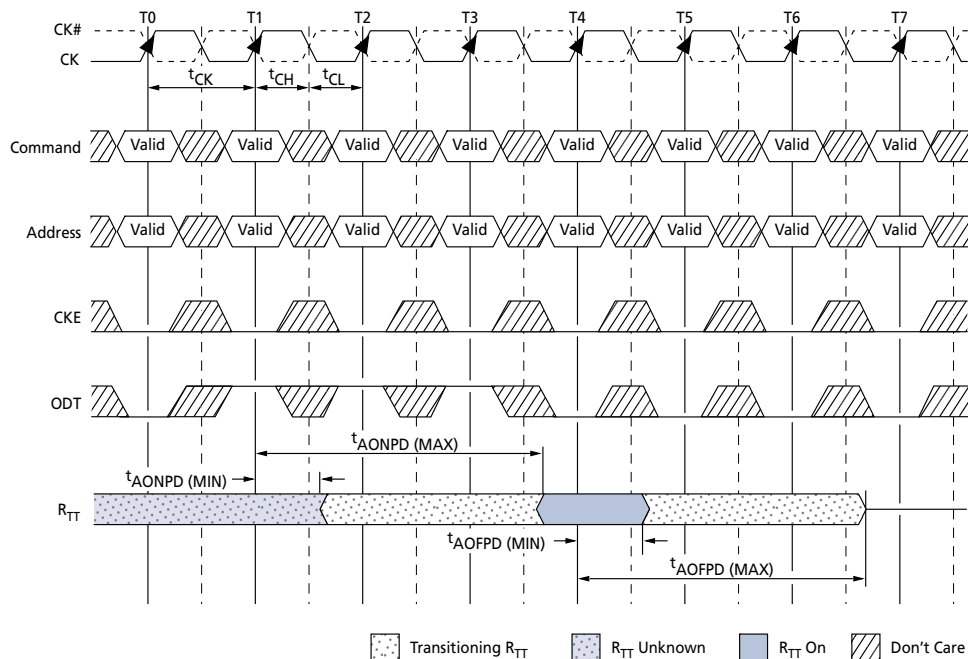 T0 T1 T2 T3 T4 T5 T6 T7
CK#
CK
tCK tCH tCL
Command Valid Valid Valid Valid Valid Valid Valid Valid
Address Valid Valid Valid Valid Valid Valid Valid Valid
CKE
ODT
tAONPD (MAX)
tAONPD (MIN)
RTT
tAOFPD (MIN)
tAOFPD (MAX)
Transitioning RTT RTT Unknown RTT On Don't Care